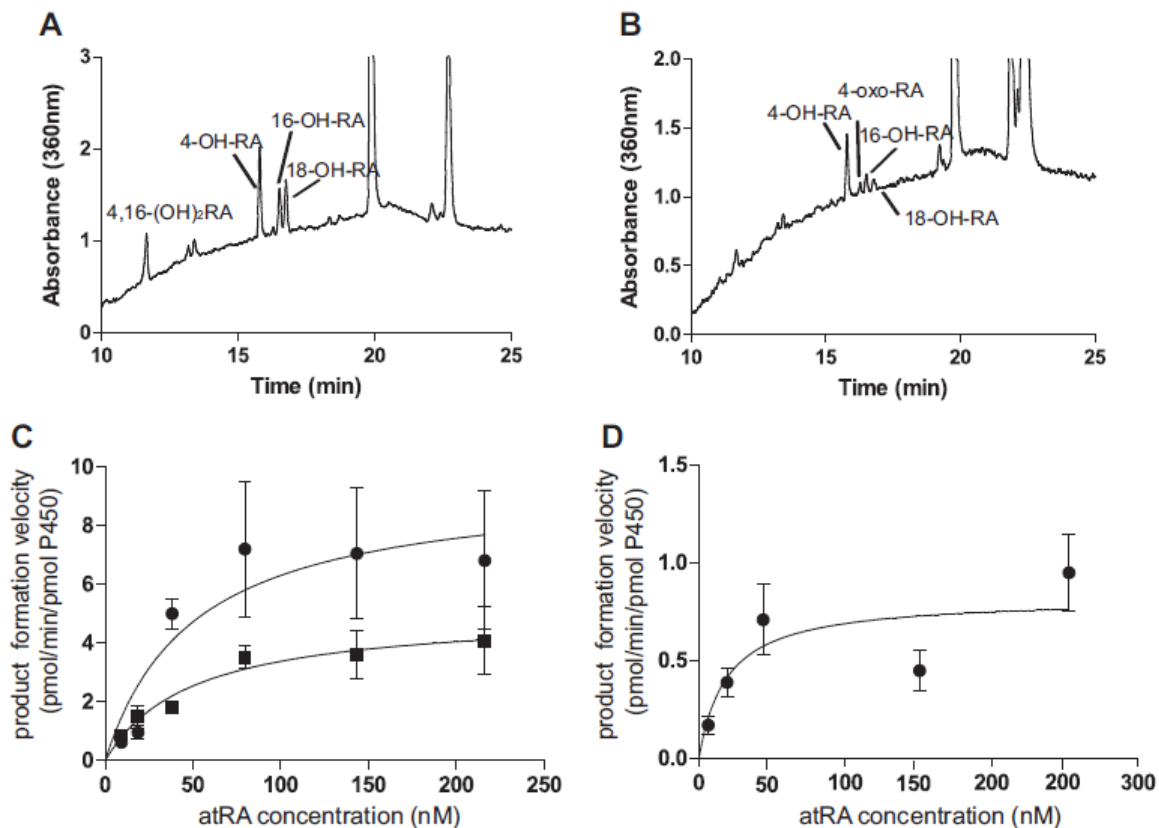 A
Absorbance (360nm)
3
2
1
0
4,16-(OH)₂RA
4-OH-RA
16-OH-RA
18-OH-RA
10 15 20 25
Time (min)
B
Absorbance (360nm)
2.0
1.5
1.0
0.5
0.0
4-oxo-RA
4-OH-RA
16-OH-RA
18-OH-RA
10 15 20 25
Time (min)
C
product formation velocity
(pmol/min/pmol P450)
10
8
6
4
2
0
0 50 100 150 200 250
atRA concentration (nM)
D
product formation velocity
(pmol/min/pmol P450)
1.5
1.0
0.5
0.0
0 50 100 150 200 200 300
atRA concentration (nM)